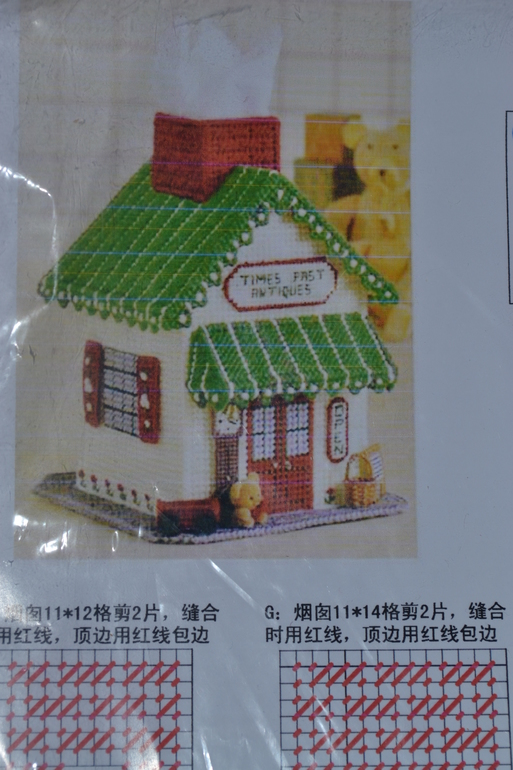 TIMES PAST
ANTIQUES
OPEN
烟囱11*12格剪2片，缝合
用红线，顶边用红线包边
G：烟囱11*14格剪2片，缝合
时用红线，顶边用红线包边